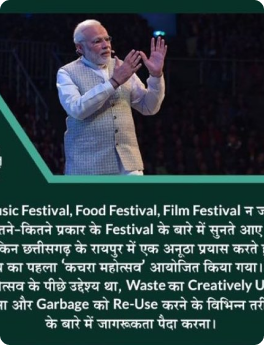 usic Festival, Food Festival, Film Festival न ज
तने-कितने प्रकार के Festival के बारे में सुनते आए
किन छत्तीसगढ़ के रायपुर में एक अनूठा प्रयास करते ह
का पहला 'कचरा महोत्सव' आयोजित किया गया।
त्सव के पीछे उद्देश्य था, Waste का Creatively U
ना और Garbage को Re-Use करने के विभिन्न तरी
के बारे में जागरूकता पैदा करना।